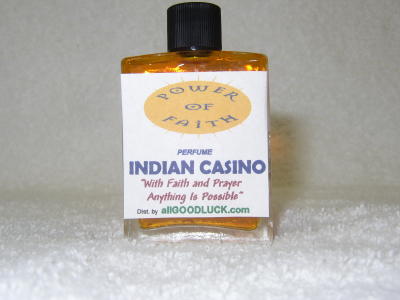 POWER
OF
FAITH
PERFUME
INDIAN CASINO
"With Faith and Prayer
Anything Is Possible"
Dist. by allGOODLUCK.com